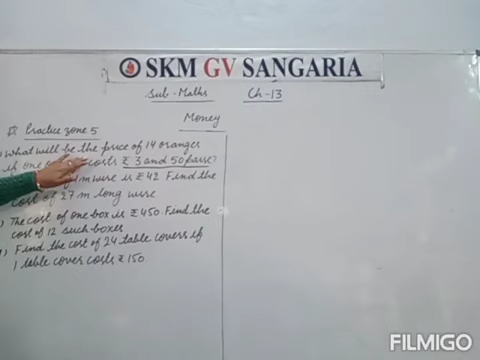 SKM GV SANGARIA
Sub - Maths Ch-13
Money
Practice zone 5
What will be the price of 14 oranges
if one costs ₹ 3 and 50 paise?
m wire is ₹ 42. Find the
cost of 27 m long wire
The cost of one box is ₹ 450. Find the
cost of 12 such boxes
Find the cost of 24 table covers if
1 table cover costs ₹ 150
FILMIGO